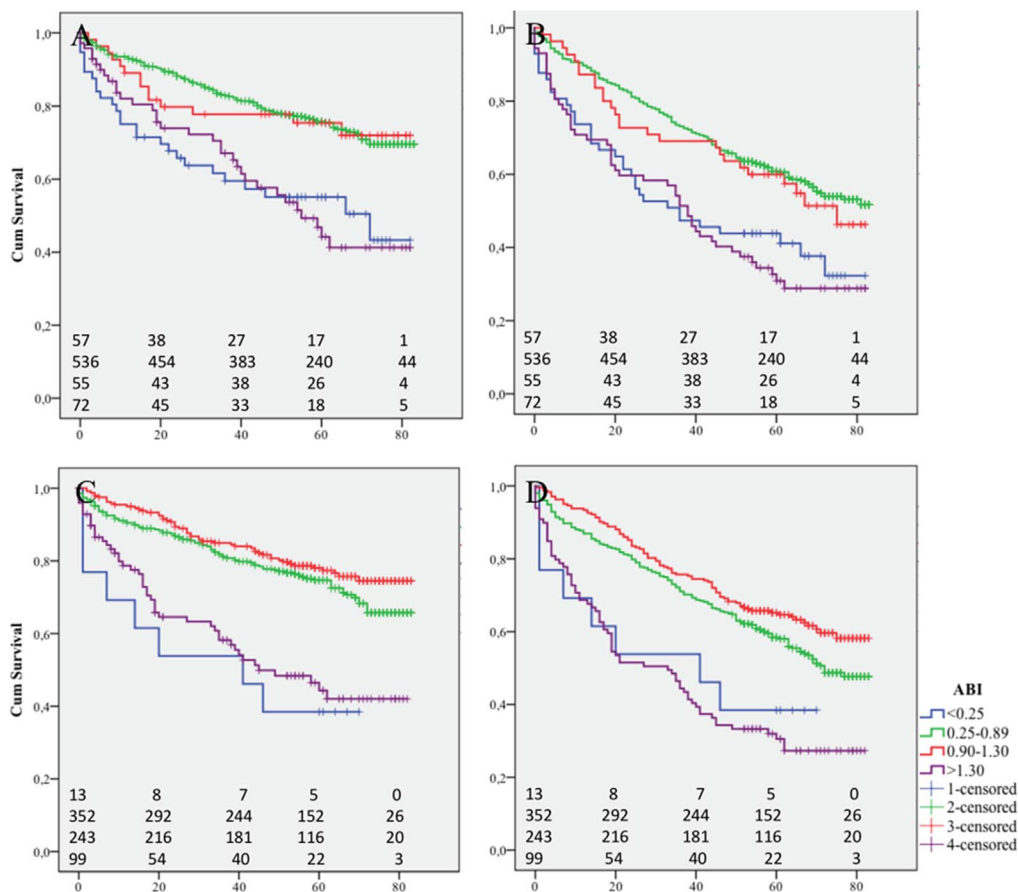 A
1,0
0,8
0,6
0,4
0,2
0,0
Cum Survival
57 38 27 17 1
536 454 383 240 44
55 43 38 26 4
72 45 33 18 5
0 20 40 60 80
B
1,0
0,8
0,6
0,4
0,2
0,0
57 38 27 17 1
536 454 383 240 44
55 43 38 26 4
72 45 33 18 5
0 20 40 60 80
C
1,0
0,8
0,6
0,4
0,2
0,0
Cum Survival
13 8 7 5 0
352 292 244 152 26
243 216 181 116 20
99 54 40 22 3
0 20 40 60 80
D
1,0
0,8
0,6
0,4
0,2
0,0
13 8 7 5 0
352 292 244 152 26
243 216 181 116 20
99 54 40 22 3
0 20 40 60 80
ABI
<0.25
0.25-0.89
0.90-1.30
>1.30
1-censored
2-censored
3-censored
4-censored